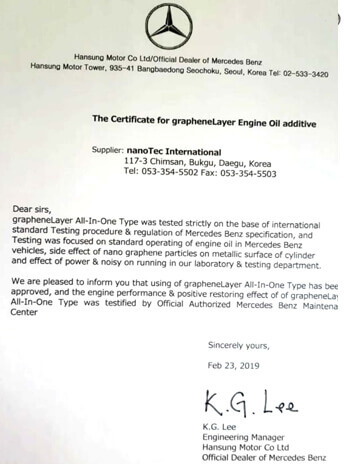 Hansung Motor Co Ltd/Official Dealer of Mercedes Benz
Hansung Motor Tower, 935-41 Bangbaedong Seochoku, Seoul, Korea Tel: 02-533-3420
The Certificate for grapheneLayer Engine Oil additive
Supplier: nanoTec International
117-3 Chimsan, Bukgu, Daegu, Korea
Tel: 053-354-5502 Fax: 053-354-5503
Dear sirs,
grapheneLayer All-In-One Type was tested strictly on the base of international
standard Testing procedure & regulation of Mercedes Benz specification, and
Testing was focused on standard operating of engine oil in Mercedes Benz
vehicles, side effect of nano graphene particles on metallic surface of cylinder
and effect of power & noisy on running in our laboratory & testing department.
We are pleased to inform you that using of grapheneLayer All-In-One Type has bee
approved, and the engine performance & positive restoring effect of of grapheneLay
All-In-One Type was testified by Official Authorized Mercedes Benz Maintena
Center
Sincerely yours,
Feb 23, 2019
K.G. Lee
K.G. Lee
Engineering Manager
Hansung Motor Co Ltd
Official Dealer of Mercedes Benz